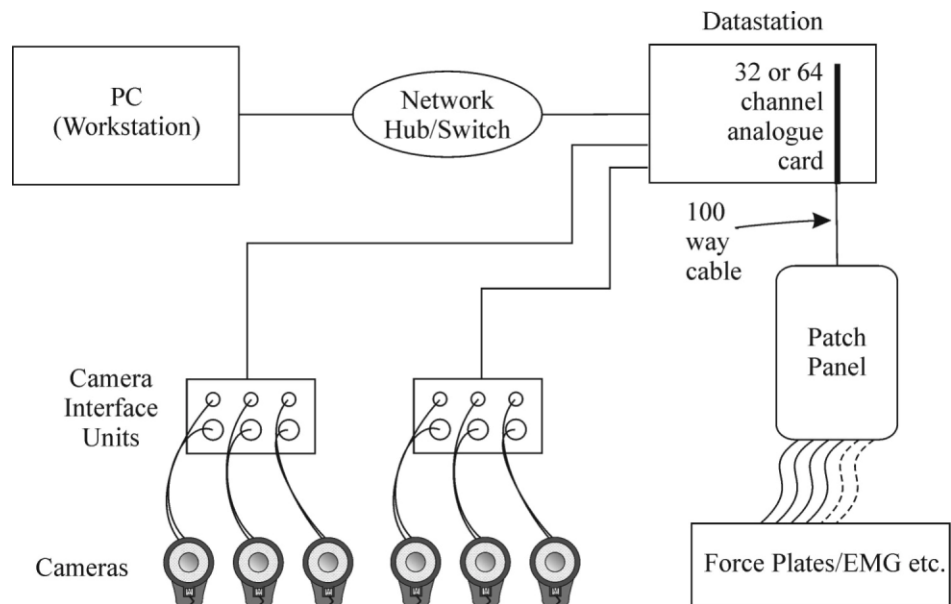 Datastation
PC
(Workstation)
Network
Hub/Switch
32 or 64
channel
analogue
card
100
way
cable
Patch
Panel
Camera
Interface
Units
Cameras
Force Plates/EMG etc.